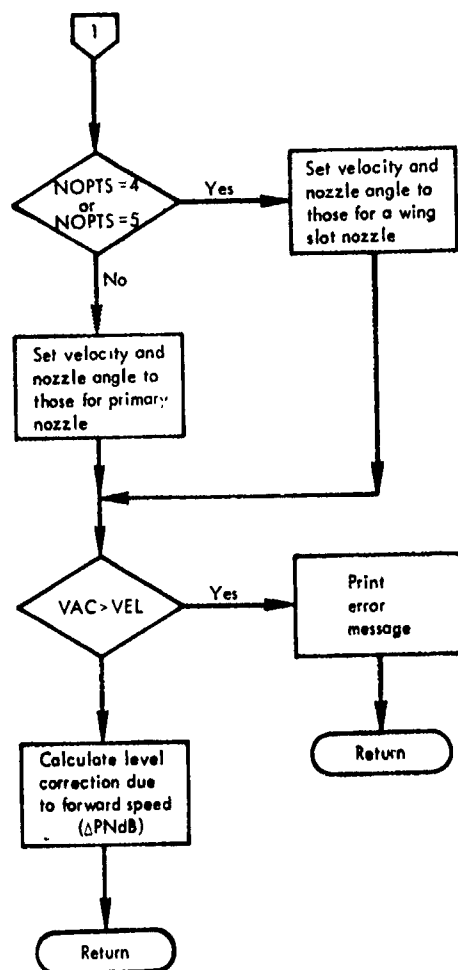 1
NOPTS = 4
or
NOPTS = 5
Yes
Set velocity and
nozzle angle to
those for a wing
slot nozzle
No
Set velocity and
nozzle angle to
those for primary
nozzle
VAC > VEL
Yes
Print
error
message
Return
Calculate level
correction due
to forward speed
(ΔPNdB)
Return